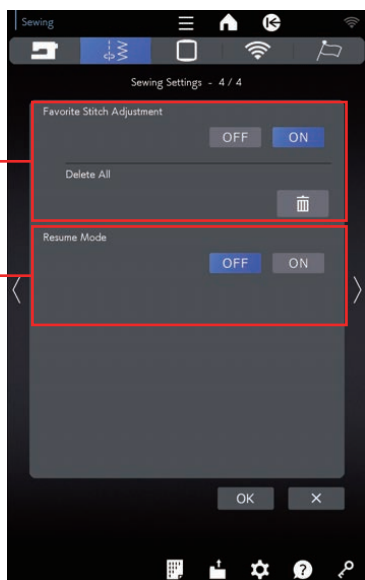 Sewing
Sewing Settings - 4 / 4
Favorite Stitch Adjustment
OFF ON
Delete All
Resume Mode
OFF ON
OK ×
?